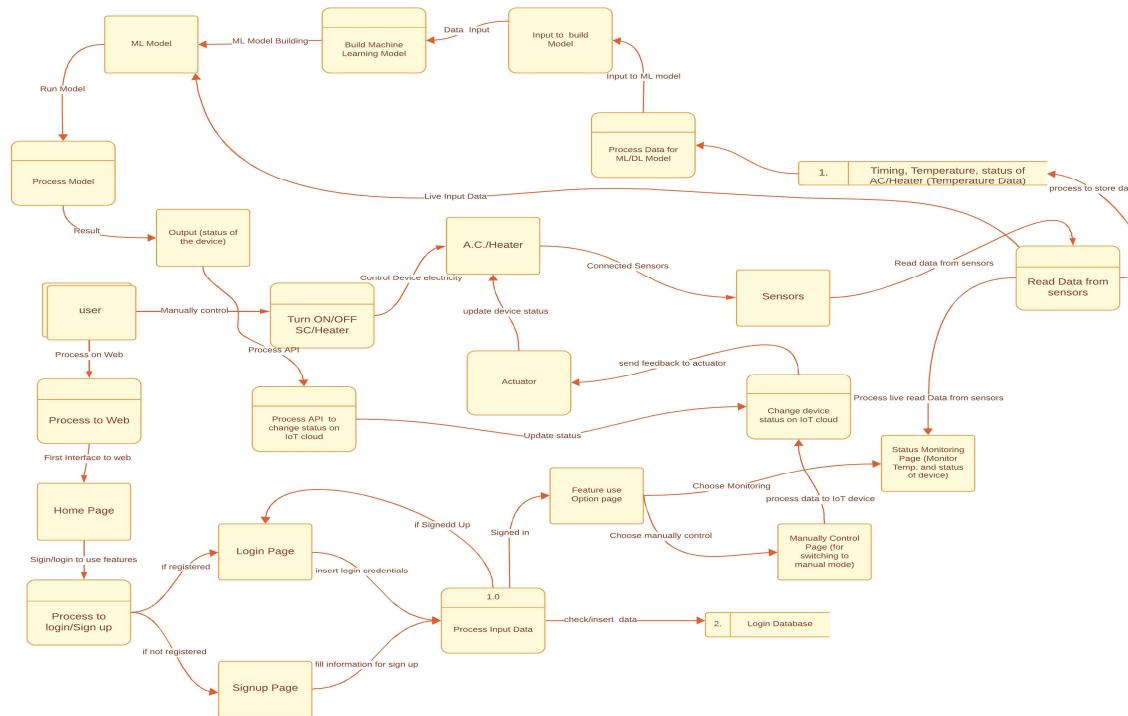 Data Input
ML Model
ML Model Building
Build Machine
Learning Model
Input to build
Model
Run Model
Input to ML model
Process Data for
ML/DL Model
Process Model
1.
Timing, Temperature, status of
AC/Heater (Temperature Data)
process to store da
Live Input Data
Result
Output (status of
the device)
A.C./Heater
Connected Sensors
Read data from sensors
Control Device electricity
Read Data from
sensors
Sensors
user
Manually control
Turn ON/OFF
SC/Heater
update device status
Process on Web
Process API
send feedback to actuator
Actuator
Process to Web
Process API to
change status on
IoT cloud
Update status
Change device
status on IoT cloud
Process live read Data from sensors
First Interface to web
Status Monitoring
Page (Monitor
Temp. and status
of device)
Home Page
Feature use
Option page
Choose Monitoring
process data to IoT device
if Signedd Up
Signed in
Choose manually control
Manually Control
Page (for
switching to
manual mode)
Sigin/login to use features
Login Page
if registered
insert login credentials
Process to
login/Sign up
1.0
Process Input Data
check/insert data
2.
Login Database
if not registered
fill information for sign up
Signup Page